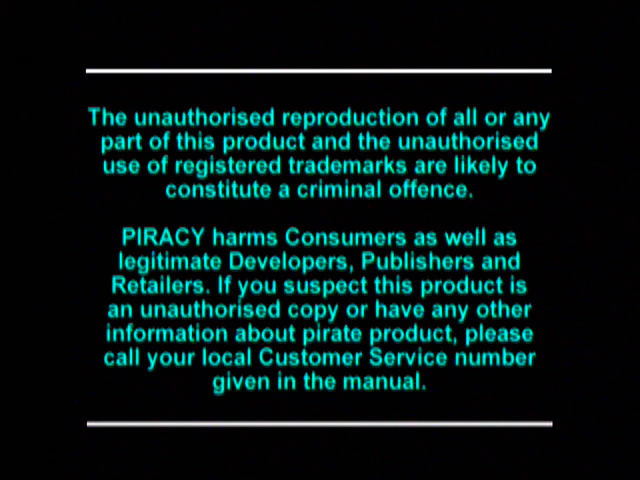 The unauthorised reproduction of all or any
part of this product and the unauthorised
use of registered trademarks are likely to
constitute a criminal offence.
PIRACY harms Consumers as well as
legitimate Developers, Publishers and
Retailers. If you suspect this product is
an unauthorised copy or have any other
information about pirate product, please
call your local Customer Service number
given in the manual.